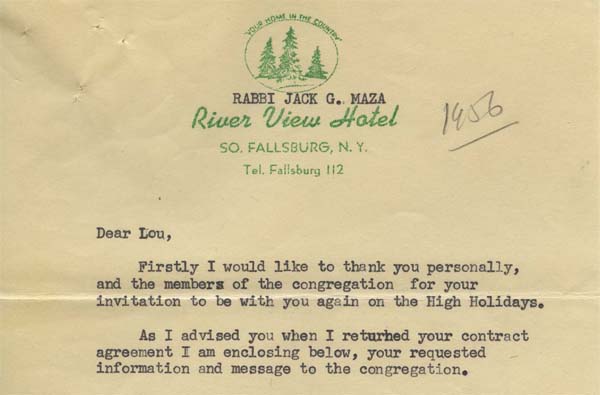 "YOUR HOME IN THE COUNTRY"
RABBI JACK G. MAZA
River View Hotel
SO. FALLSBURG, N. Y.
Tel. Fallsburg 112
1956
Dear Lou,
Firstly I would like to thank you personally,
and the members of the congregation for your
invitation to be with you again on the High Holidays.
As I advised you when I returhed your contract
agreement I am enclosing below, your requested
information and message to the congregation.